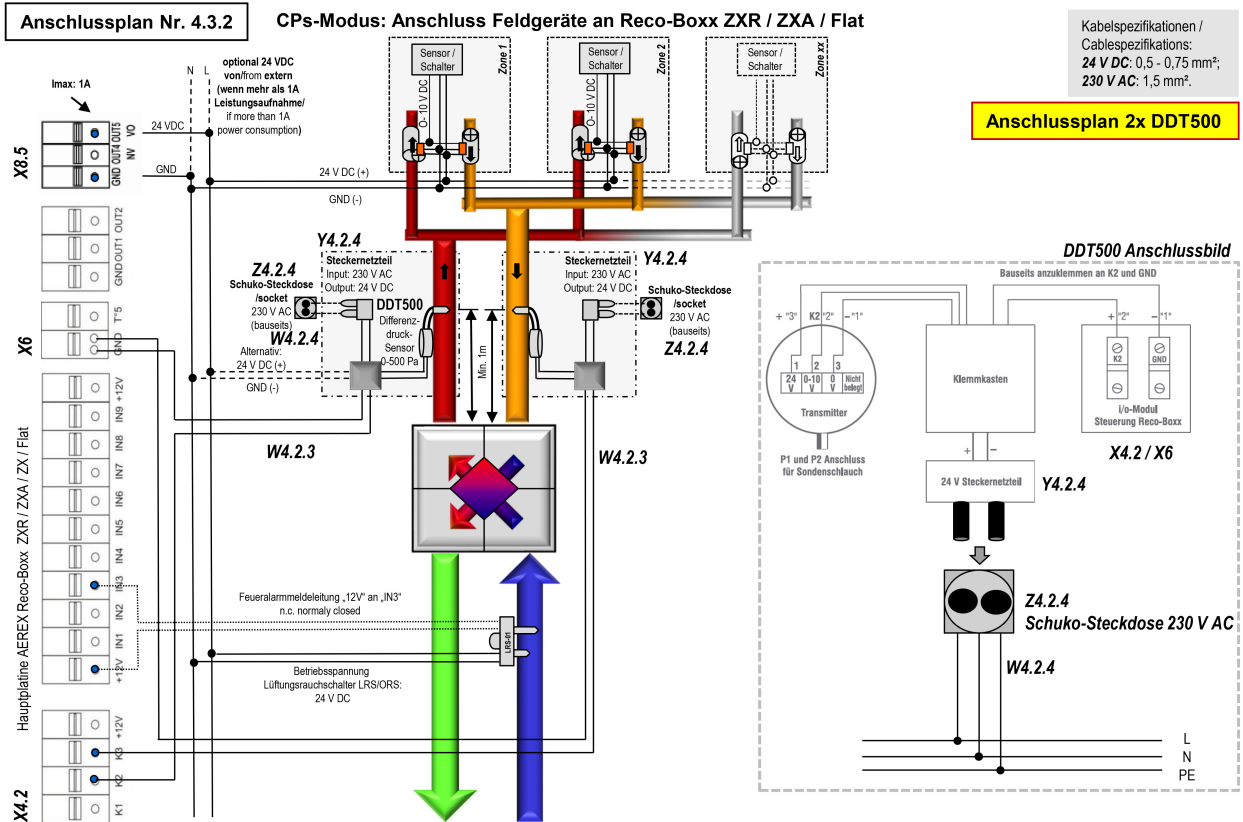 Anschlussplan Nr. 4.3.2
CPs-Modus: Anschluss Feldgeräte an Reco-Boxx ZXR / ZXA / Flat
Kabelspezifikationen /
Cablespezifikations:
24 V DC: 0,5 - 0,75 mm²;
230 V AC: 1,5 mm².
Anschlussplan 2x DDT500
Imax: 1A
N
L
optional 24 VDC
von/from extern
(wenn mehr als 1A
Leistungsaufnahme/
if more than 1A
power consumption)
Sensor /
Schalter
Zone 1
O- 10 V DC
Sensor /
Schalter
Zone 2
O- 10 V DC
Sensor /
Schalter
Zone xx
X8.5
OUT5
VO
OUT4
NV
GND
24 VDC
GND
24 V DC (+)
GND (-)
OUT2
OUT1
GND
X6
T°5
GND
Y4.2.4
Steckernetzteil
Input: 230 V AC
Output: 24 V DC
Z4.2.4
Schuko-Steckdose
/socket
230 V AC
(bauseits)
W4.2.4
DDT500
Differenz-
druck-
Sensor
0-500 Pa
Alternativ:
24 V DC (+)
GND (-)
Min. 1m
Steckernetzteil
Input: 230 V AC
Output: 24 V DC
Y4.2.4
Schuko-Steckdose
/socket
230 V AC
(bauseits)
Z4.2.4
W4.2.3
W4.2.3
Hauptplatine AEREX Reco-Boxx ZXR / ZXA / ZX / Flat
+12V
IN9
IN8
IN7
IN6
IN5
IN4
IN3
IN2
IN1
+12V
Feueralarmmeldeleitung „12V“ an „IN3“
n.c. normaly closed
LRS-01
Betriebsspannung
Lüftungsrauchschalter LRS/ORS:
24 V DC
X4.2
+12V
K3
K2
K1
DDT500 Anschlussbild
Bauseits anzuklemmen an K2 und GND
+ "3"
K2 "2"
– "1"
+ "2"
– "1"
1
2
3
24
V
0-10
V
0
V
Nicht
belegt
Transmitter
P1 und P2 Anschluss
für Sondenschlauch
Klemmkasten
+
–
K2
GND
i/o-Modul
Steuerung Reco-Boxx
X4.2 / X6
24 V Steckernetzteil
Y4.2.4
Z4.2.4
Schuko-Steckdose 230 V AC
W4.2.4
L
N
PE